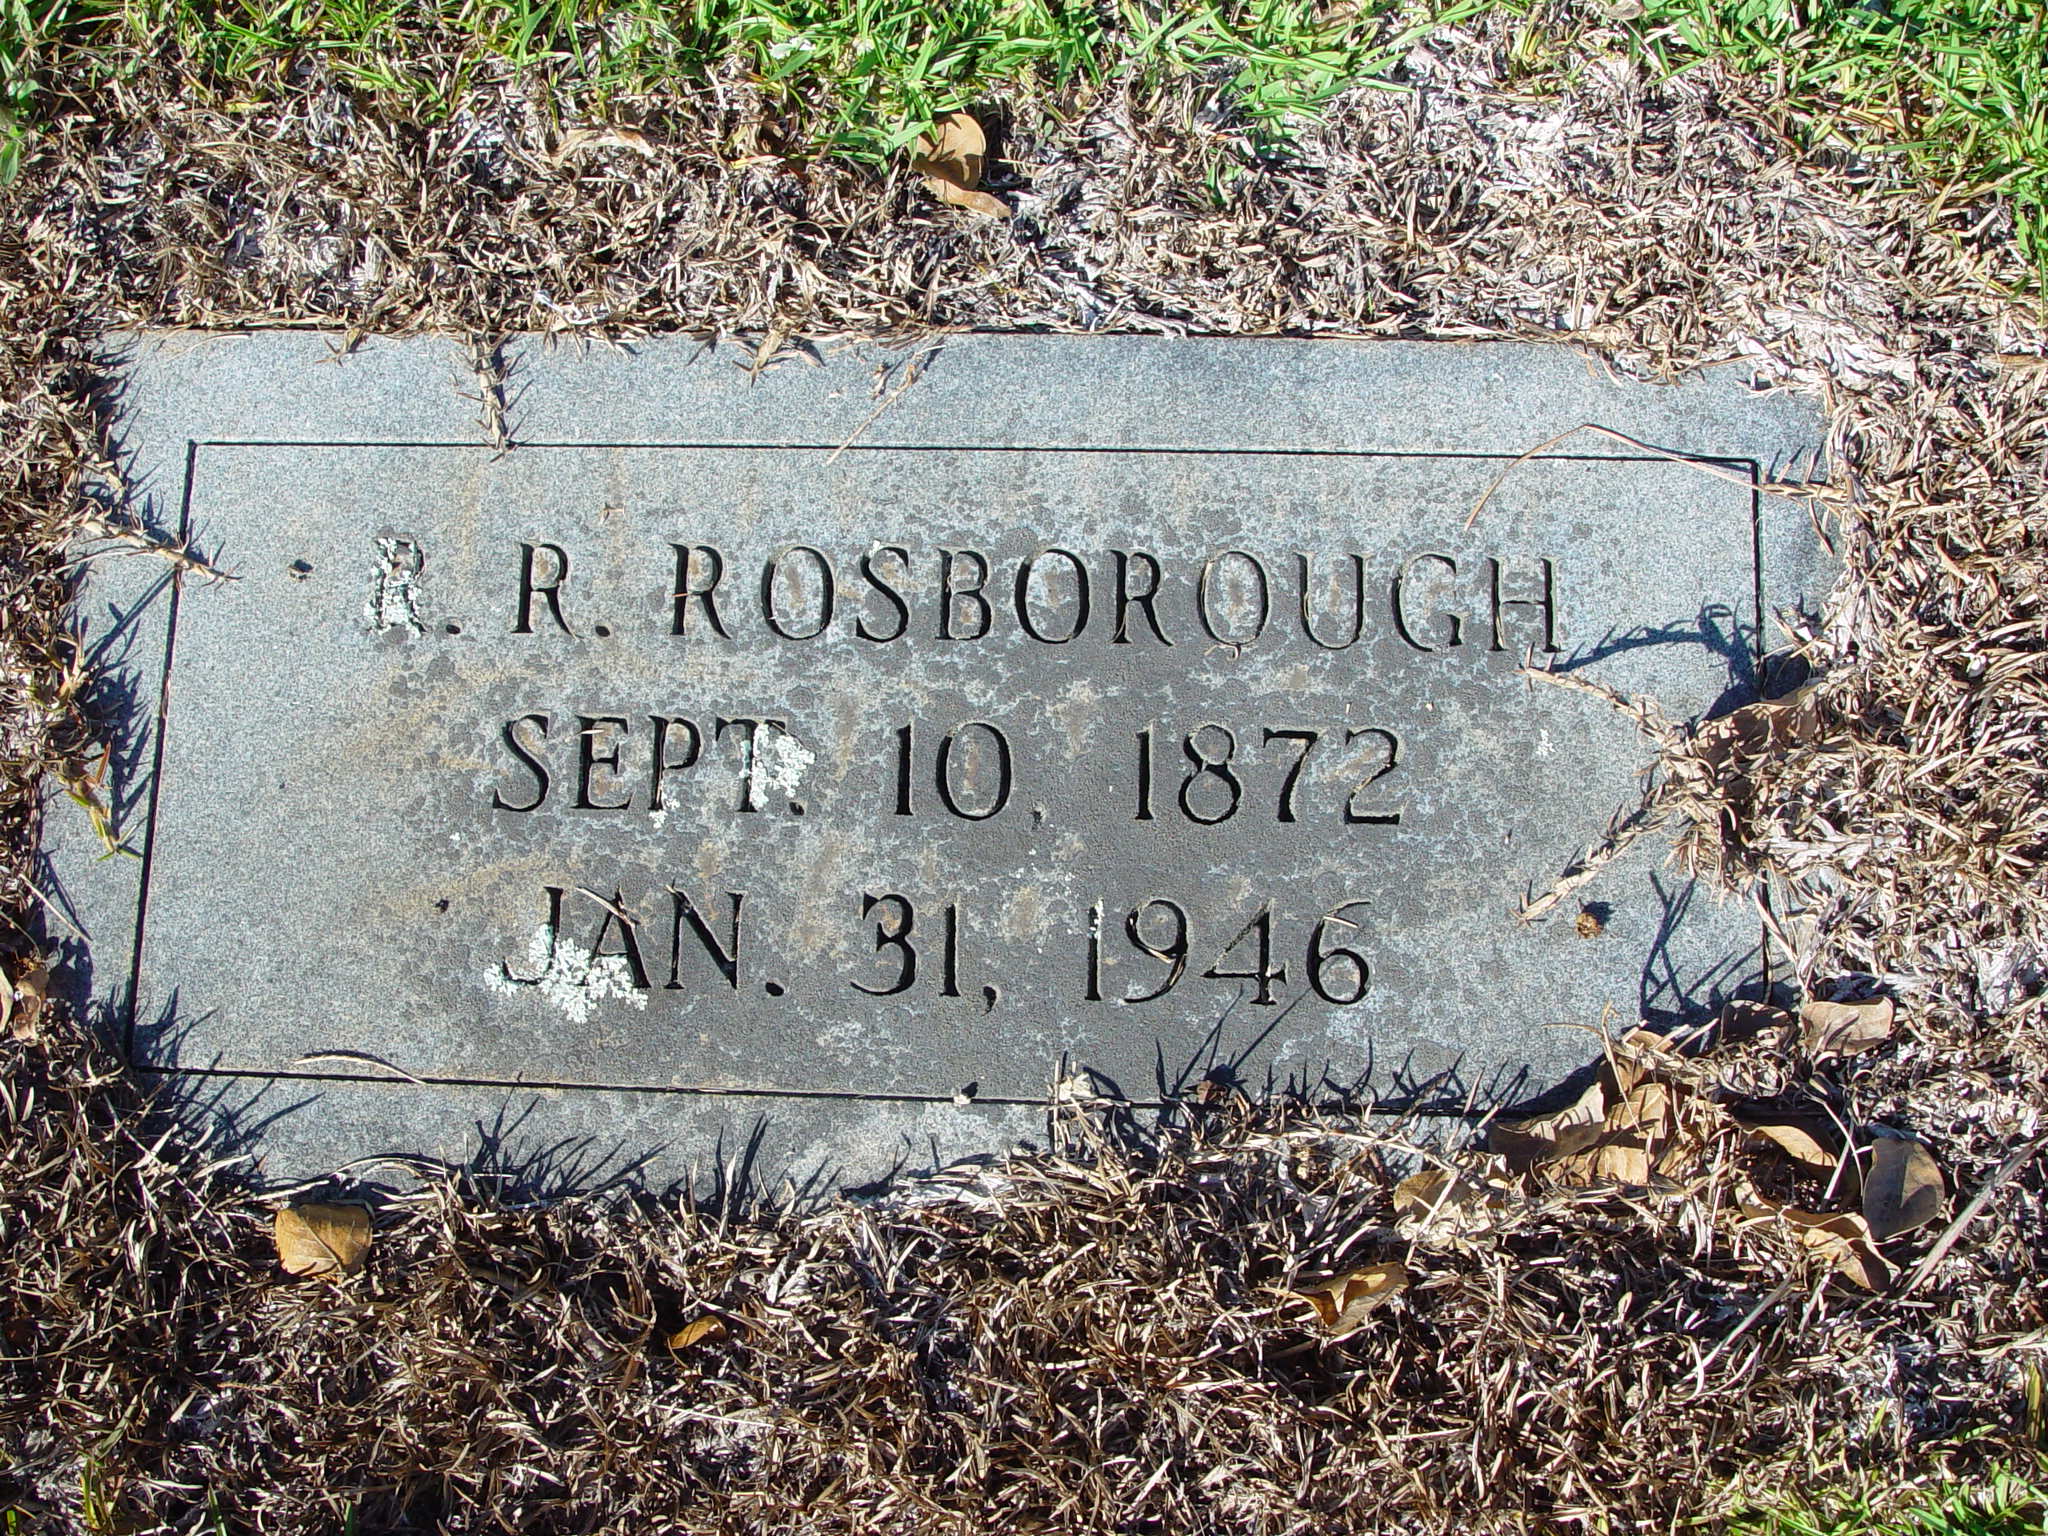 R. R. ROSBOROUGH
SEPT. 10, 1872
JAN. 31, 1946